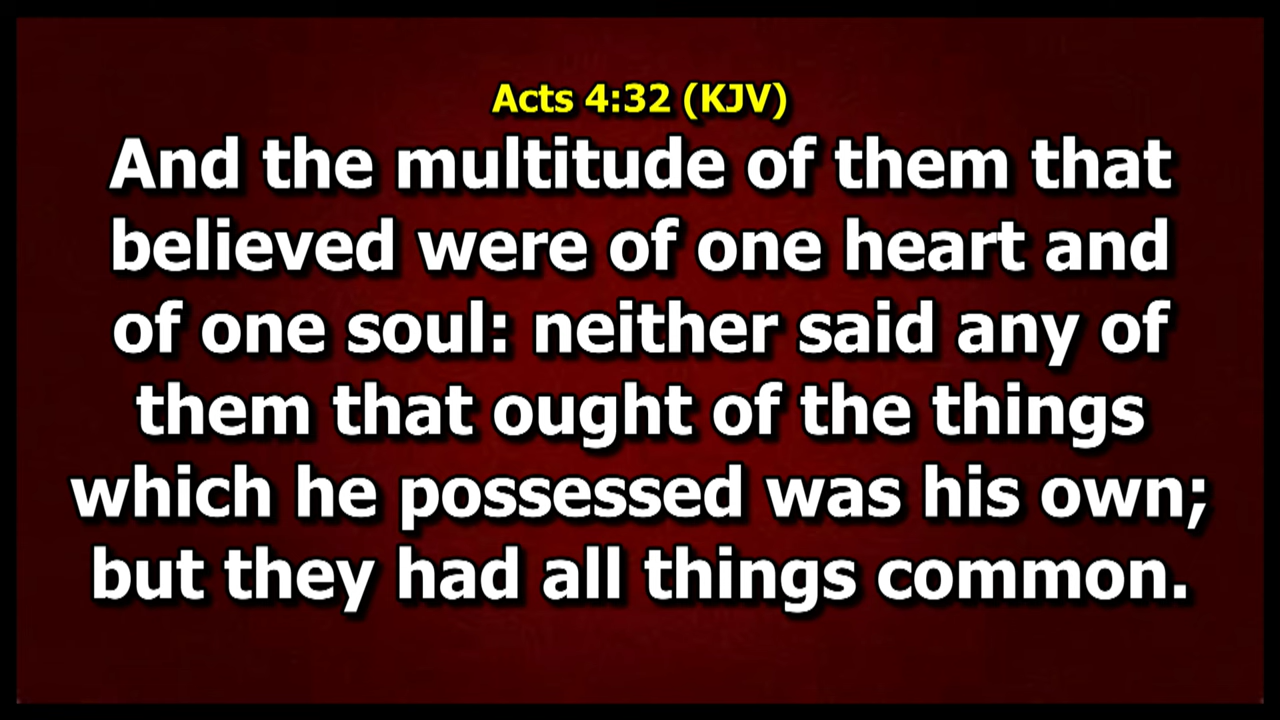 Acts 4:32 (KJV)
And the multitude of them that
believed were of one heart and
of one soul: neither said any of
them that ought of the things
which he possessed was his own;
but they had all things common.